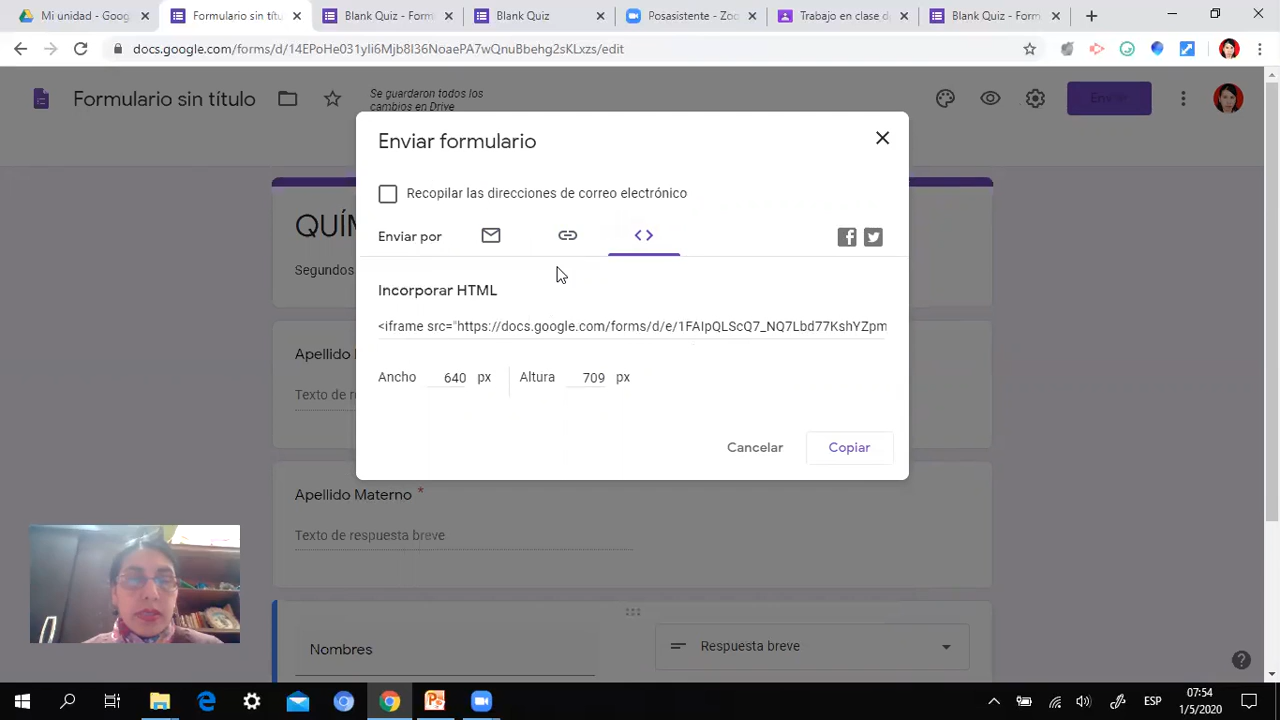 Mi unidad - Goog
Formulario sin títu
Blank Quiz - Form
Blank Quiz
Posasistente - Zoo
Trabajo en clase d
Blank Quiz - Form
docs.google.com/forms/d/14EPoHe031yIi6Mjb8I36NoaePA7wQnuBbehg2sKLxzs/edit
Formulario sin título
Se guardaron todos los
cambios en Drive
Enviar
Enviar formulario
Recopilar las direcciones de correo electrónico
Enviar por
Incorporar HTML
<iframe src="https://docs.google.com/forms/d/e/1FAIpQLScQ7_NQ7Lbd77KshYZpm
Ancho 640 px Altura 709 px
Cancelar Copiar
QUÍM
Segundos
Apellido
Texto de r
Apellido Materno *
Texto de respuesta breve
Nombres
Respuesta breve
ESP
07:54
1/5/2020